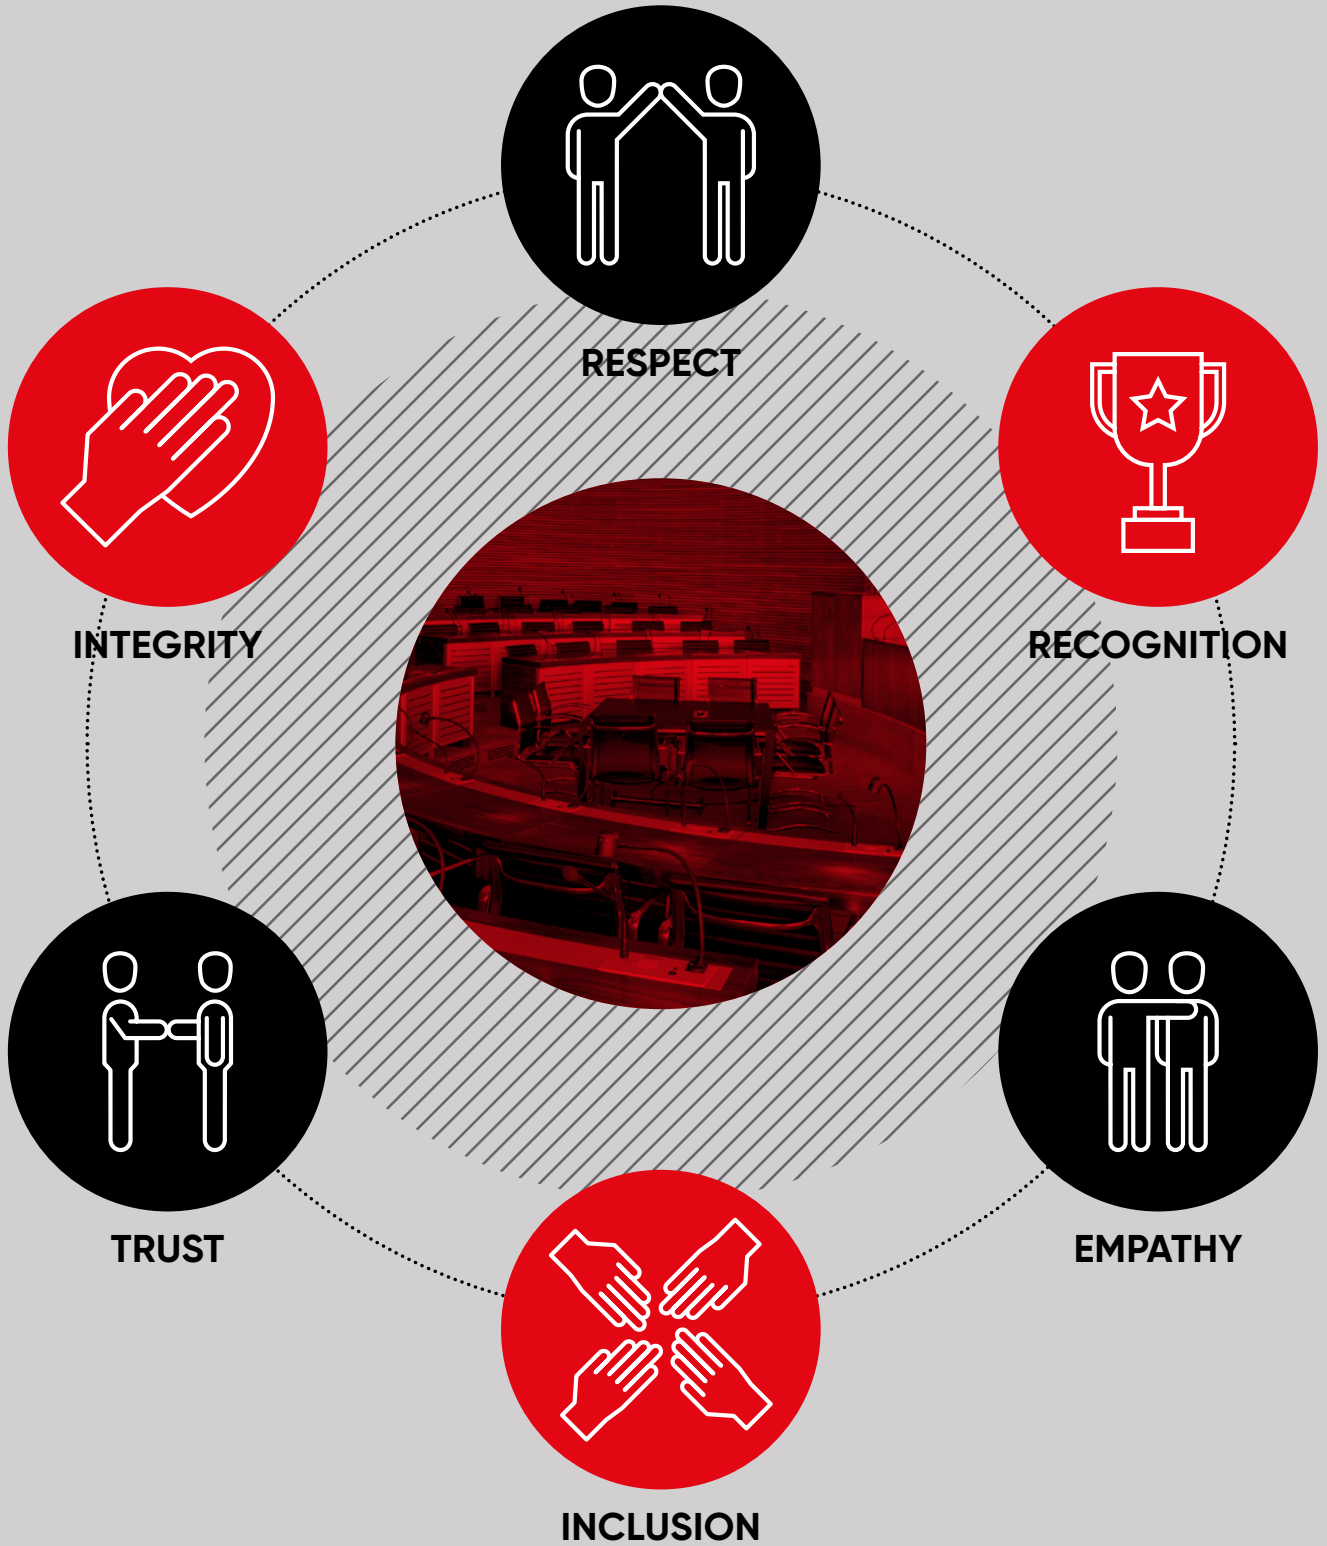 RESPECT
INTEGRITY
RECOGNITION
TRUST
EMPATHY
INCLUSION